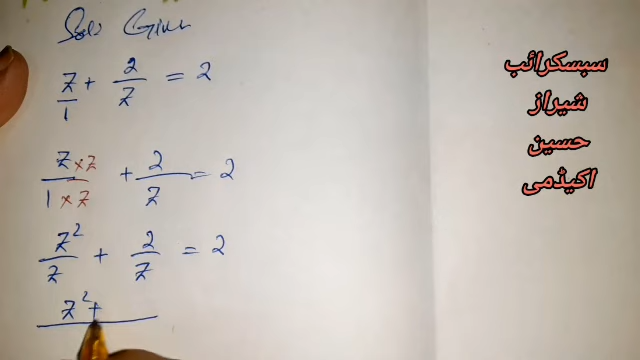 Sol: Given
z/1 + 2/z = 2
z×z/1×z + 2/z = 2
z²/z + 2/z = 2
z²+
سبسکرائب
شیراز
حسین
اکیڈمی